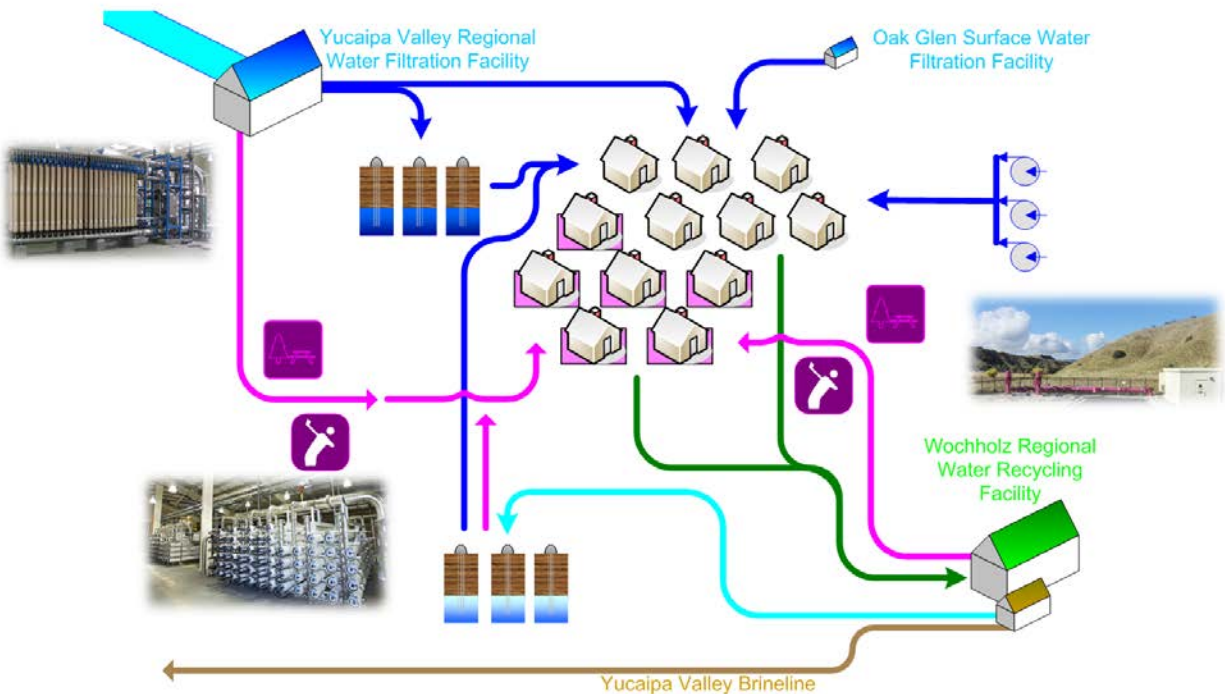 Yucaipa Valley Regional
Water Filtration Facility
Oak Glen Surface Water
Filtration Facility
Wochholz Regional
Water Recycling
Facility
Yucaipa Valley Brineline